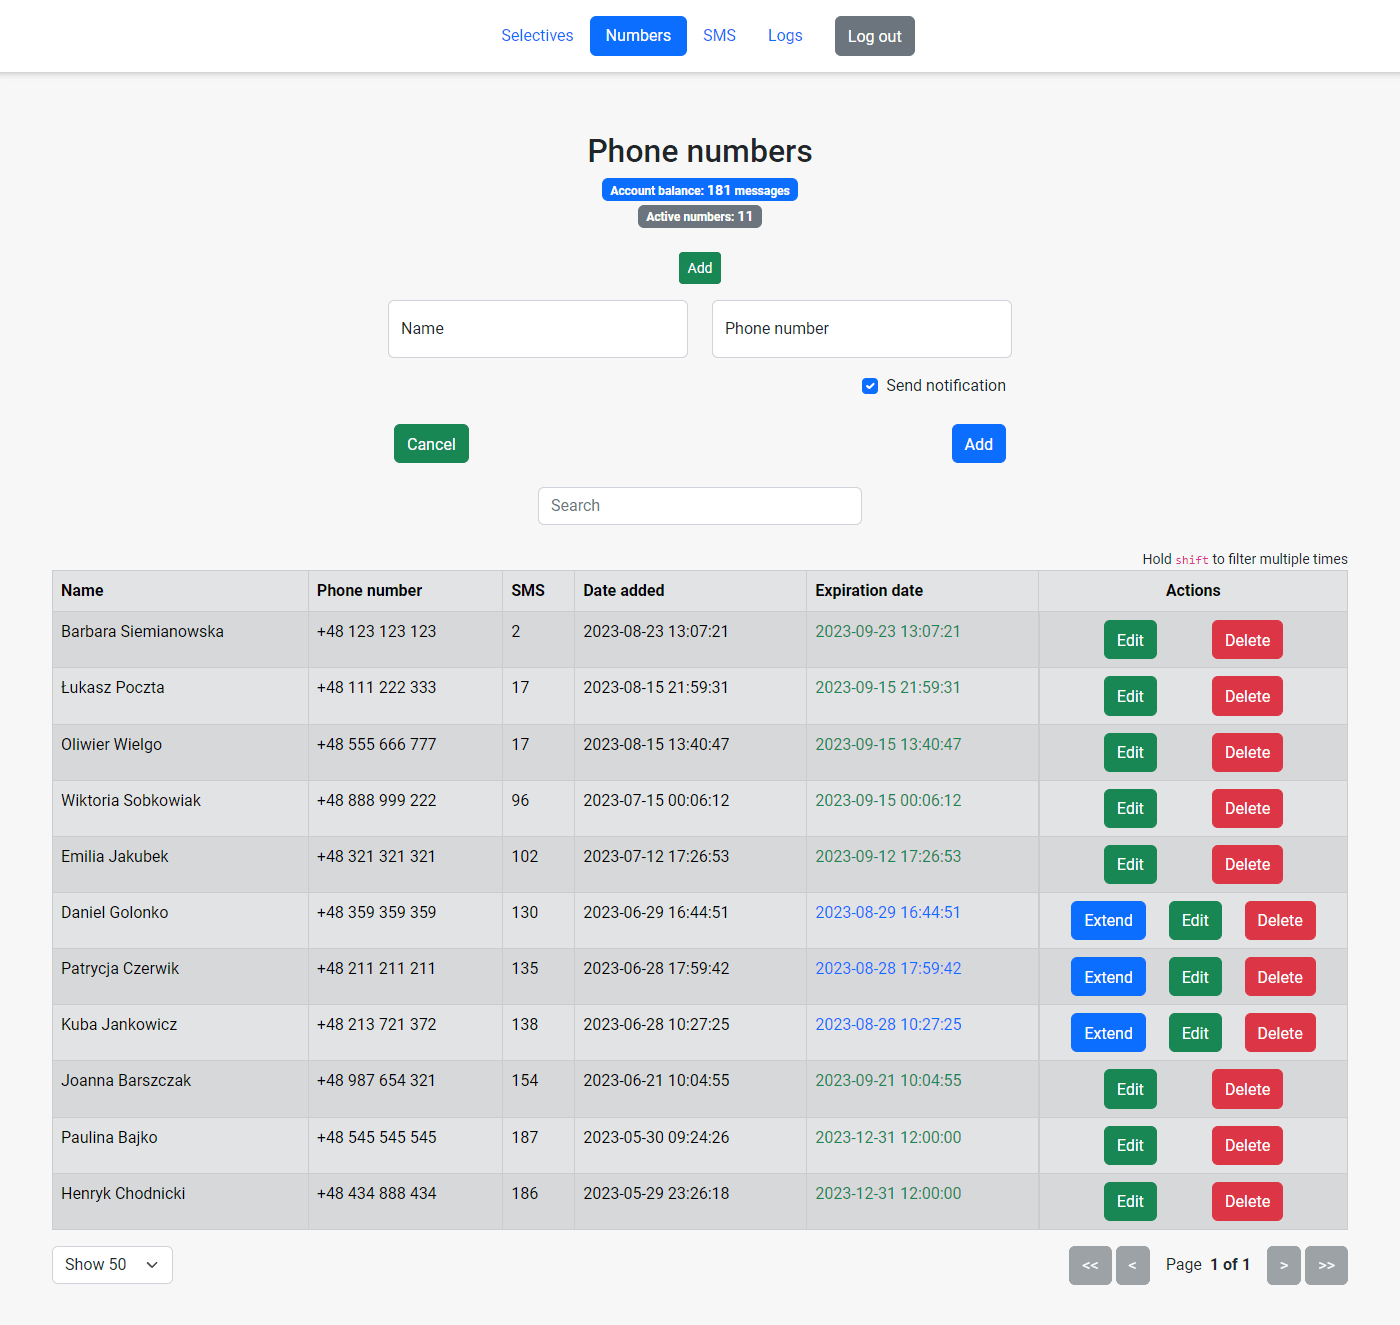 Selectives Numbers SMS Logs Log out
Phone numbers
Account balance: 181 messages
Active numbers: 11
Add
Name Phone number
Send notification
Cancel Add
Search
Hold shift to filter multiple times
Name Phone number SMS Date added Expiration date Actions
Barbara Siemianowska +48 123 123 123 2 2023-08-23 13:07:21 2023-09-23 13:07:21 Edit Delete
Łukasz Poczta +48 111 222 333 17 2023-08-15 21:59:31 2023-09-15 21:59:31 Edit Delete
Oliwier Wielgo +48 555 666 777 17 2023-08-15 13:40:47 2023-09-15 13:40:47 Edit Delete
Wiktoria Sobkowiak +48 888 999 222 96 2023-07-15 00:06:12 2023-09-15 00:06:12 Edit Delete
Emilia Jakubek +48 321 321 321 102 2023-07-12 17:26:53 2023-09-12 17:26:53 Edit Delete
Daniel Golonko +48 359 359 359 130 2023-06-29 16:44:51 2023-08-29 16:44:51 Extend Edit Delete
Patrycja Czerwik +48 211 211 211 135 2023-06-28 17:59:42 2023-08-28 17:59:42 Extend Edit Delete
Kuba Jankowicz +48 213 721 372 138 2023-06-28 10:27:25 2023-08-28 10:27:25 Extend Edit Delete
Joanna Barszczak +48 987 654 321 154 2023-06-21 10:04:55 2023-09-21 10:04:55 Edit Delete
Paulina Bajko +48 545 545 545 187 2023-05-30 09:24:26 2023-12-31 12:00:00 Edit Delete
Henryk Chodnicki +48 434 888 434 186 2023-05-29 23:26:18 2023-12-31 12:00:00 Edit Delete
Show 50 << < Page 1 of 1 > >>